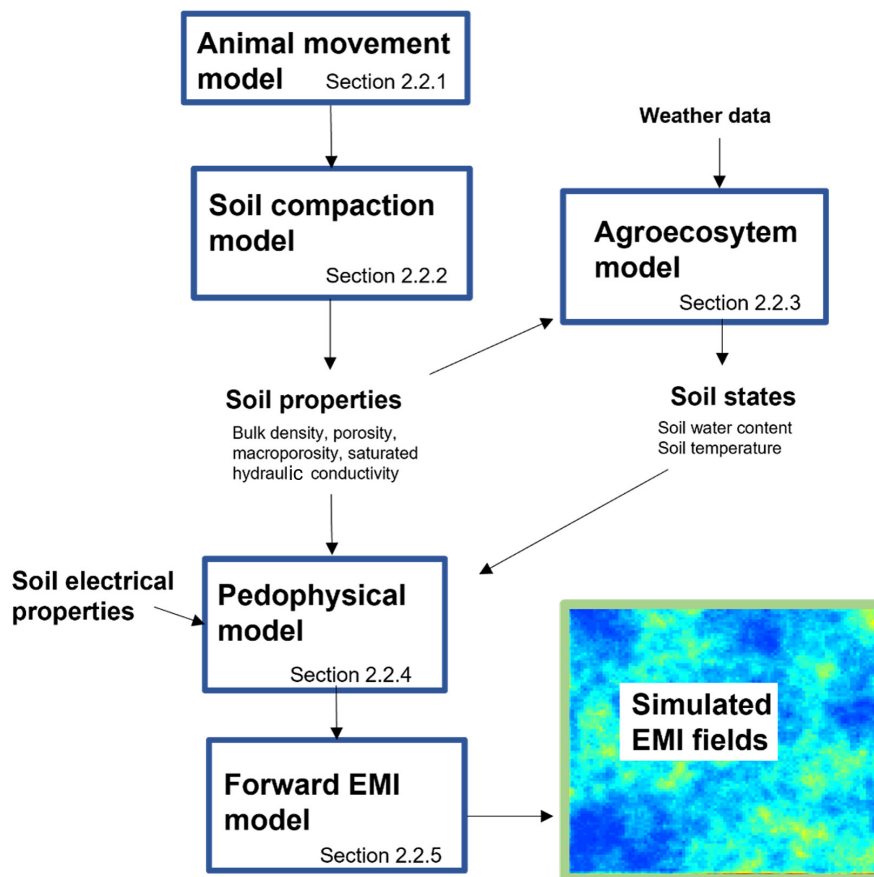 Animal movement
model
Section 2.2.1
Weather data
Soil compaction
model
Section 2.2.2
Agroecosytem
model
Section 2.2.3
Soil properties
Bulk density, porosity,
macroporosity, saturated
hydraulic conductivity
Soil states
Soil water content
Soil temperature
Soil electrical
properties
Pedophysical
model
Section 2.2.4
Simulated
EMI fields
Forward EMI
model
Section 2.2.5